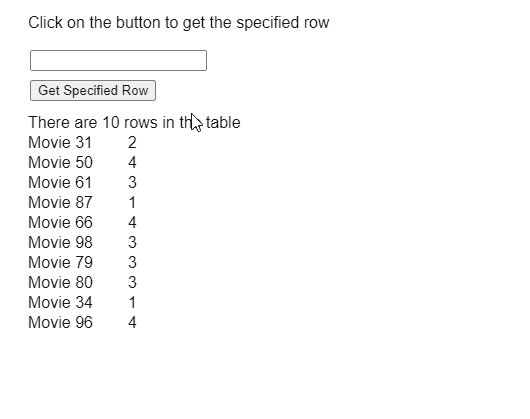 Click on the button to get the specified row
Get Specified Row
There are 10 rows in the table
Movie 31 2
Movie 50 4
Movie 61 3
Movie 87 1
Movie 66 4
Movie 98 3
Movie 79 3
Movie 80 3
Movie 34 1
Movie 96 4